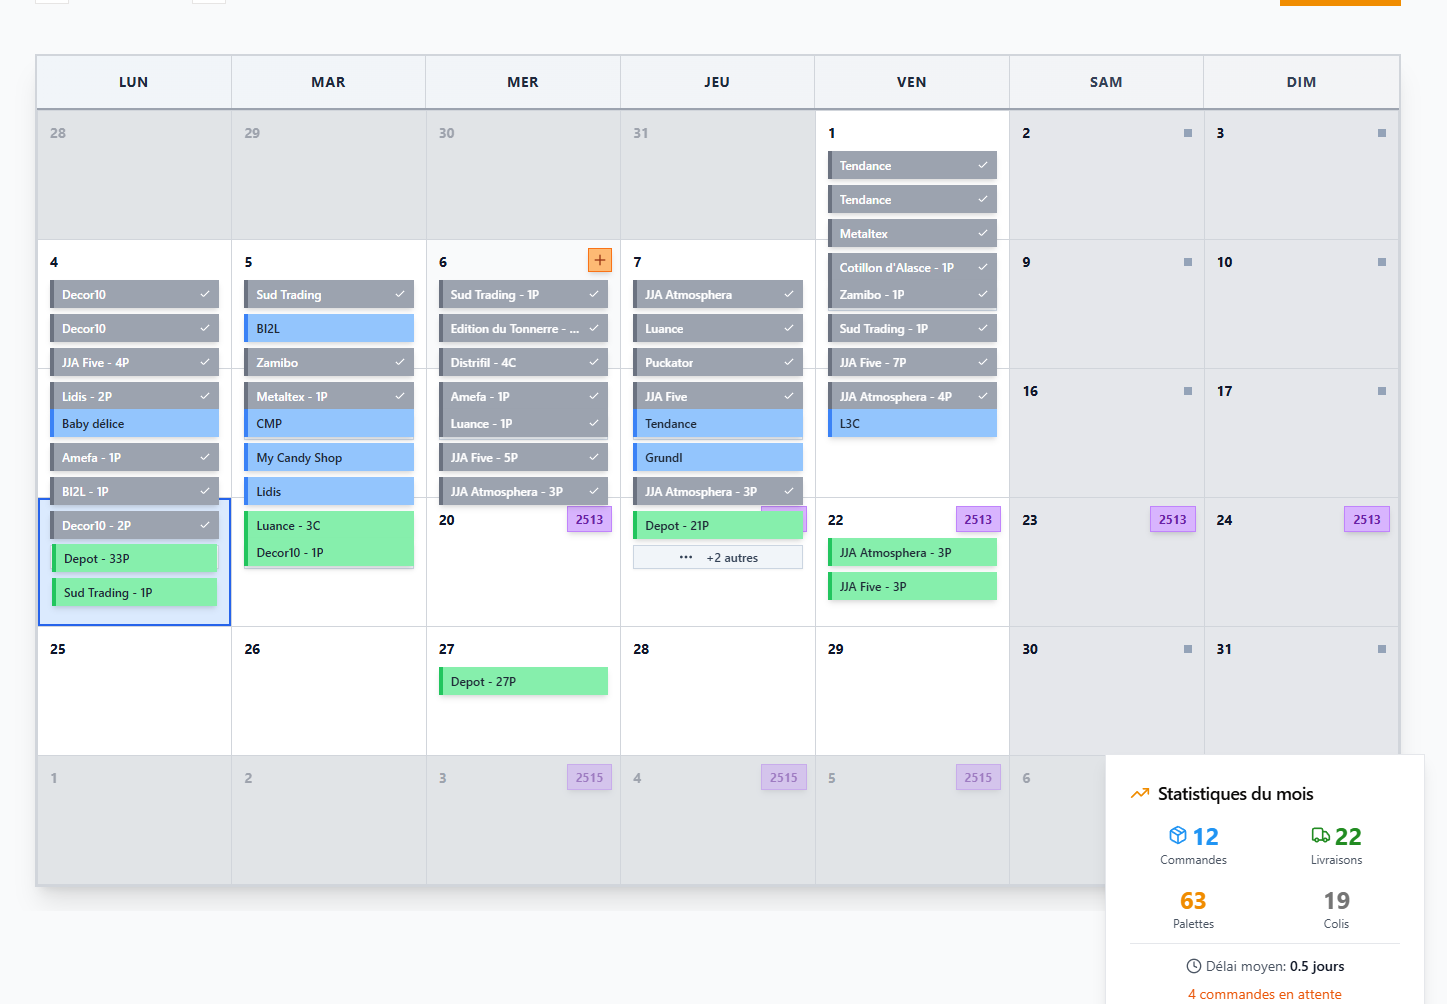 LUN MAR MER JEU VEN SAM DIM
28 29 30 31 1 2 3
Tendance
Tendance
Metaltex
4 5 6 7 9 10
Cotillon d'Alasce - 1P
Decor10 Sud Trading Sud Trading - 1P JJA Atmosphera Zamibo - 1P
Decor10 BI2L Edition du Tonnerre - ... Luance Sud Trading - 1P
JJA Five - 4P Zamibo Distrifil - 4C Puckator JJA Five - 7P
16 17
Lidis - 2P Metaltex - 1P Amefa - 1P JJA Five JJA Atmosphera - 4P
Baby délice CMP Luance - 1P Tendance L3C
Amefa - 1P My Candy Shop JJA Five - 5P Grundl
BI2L - 1P Lidis JJA Atmosphera - 3P JJA Atmosphera - 3P
20 2513 22 2513 23 2513 24 2513
Decor10 - 2P Luance - 3C Depot - 21P
Depot - 33P Decor10 - 1P ••• +2 autres JJA Atmosphera - 3P
Sud Trading - 1P JJA Five - 3P
25 26 27 28 29 30 31
Depot - 27P
1 2 3 2515 4 2515 5 2515 6
Statistiques du mois
12 22
Commandes Livraisons
63 19
Palettes Colis
Délai moyen: 0.5 jours
4 commandes en attente